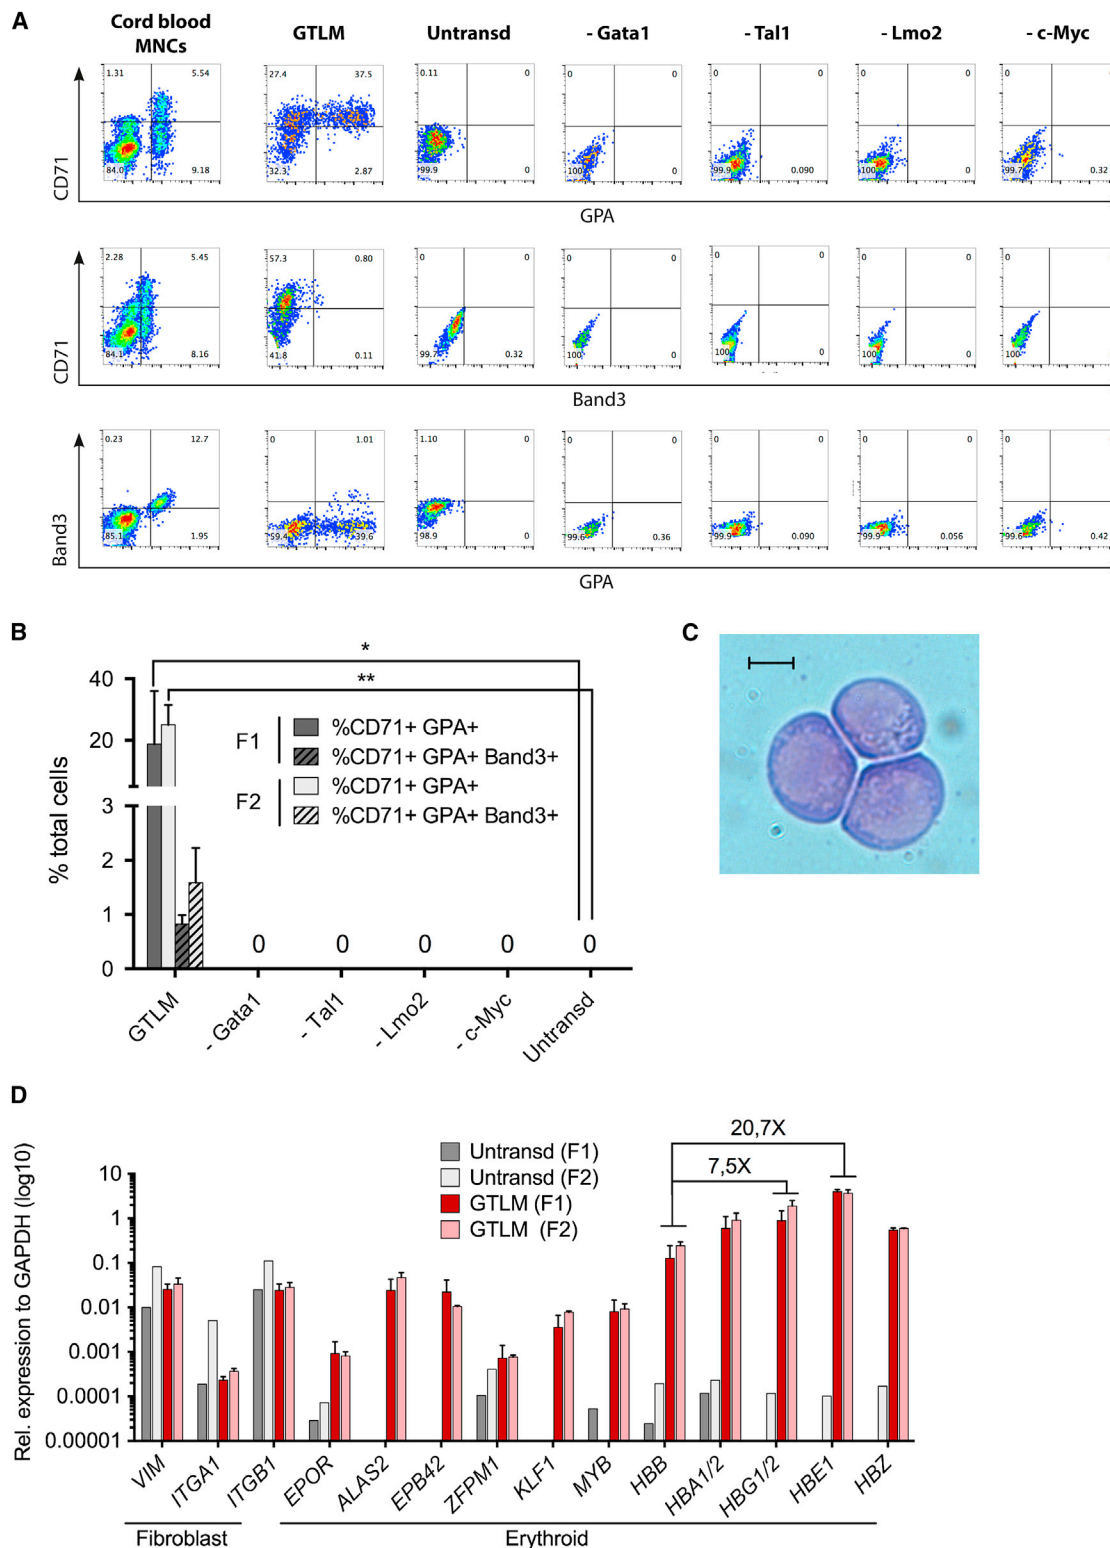 A
Cord blood
MNCs
GTLM
Untransd
- Gata1
- Tal1
- Lmo2
- c-Myc
1.31 5.54
84.0 9.18
27.4 37.5
32.3 2.87
0.11 0
99.9 0
0 0
100 0
0 0
99.9 0.090
0 0
100 0
0 0
99.7 0.32
CD71
GPA
2.28 5.45
84.1 8.16
57.3 0.80
41.8 0.11
0 0
99.7 0.32
0 0
100 0
0 0
100 0
0 0
100 0
0 0
100 0
CD71
Band3
0.23 12.7
85.1 1.95
0 1.01
59.4 39.6
1.10 0
98.9 0
0 0
99.6 0.36
0 0
99.9 0.090
0 0
99.9 0.056
0 0
99.6 0.42
Band3
GPA
B
*
**
40
20
3
2
1
0
% total cells
F1
%CD71+ GPA+
%CD71+ GPA+ Band3+
F2
%CD71+ GPA+
%CD71+ GPA+ Band3+
0 0 0 0 0
GTLM
- Gata1
- Tal1
- Lmo2
- c-Myc
Untransd
C
D
Rel. expression to GAPDH (log10)
10
1
0.1
0.01
0.001
0.0001
0.00001
Untransd (F1)
Untransd (F2)
GTLM (F1)
GTLM (F2)
20,7X
7,5X
VIM
ITGA1
ITGB1
EPOR
ALAS2
EPB42
ZFPM1
KLF1
MYB
HBB
HBA1/2
HBG1/2
HBE1
HBZ
Fibroblast
Erythroid